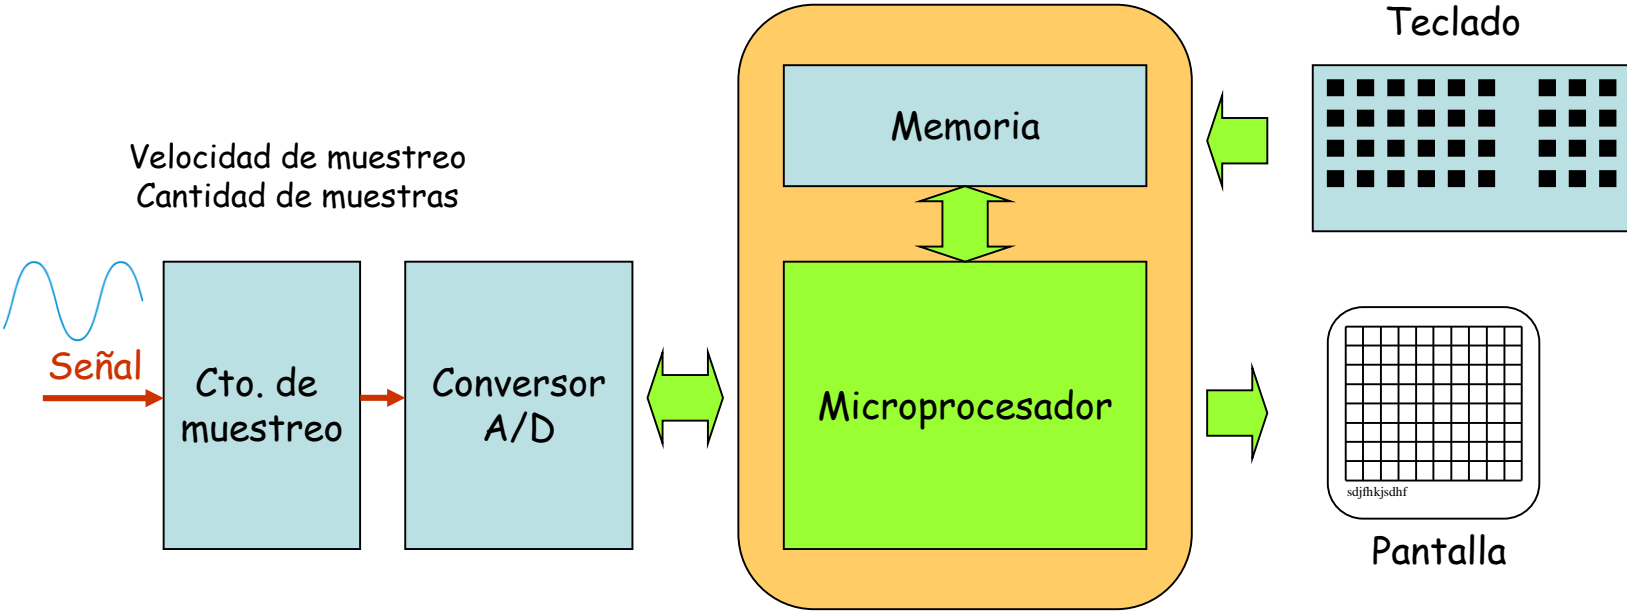 Teclado
Memoria
Velocidad de muestreo
Cantidad de muestras
Señal
Cto. de
muestreo
Conversor
A/D
Microprocesador
sdjfhkjsdhf
Pantalla